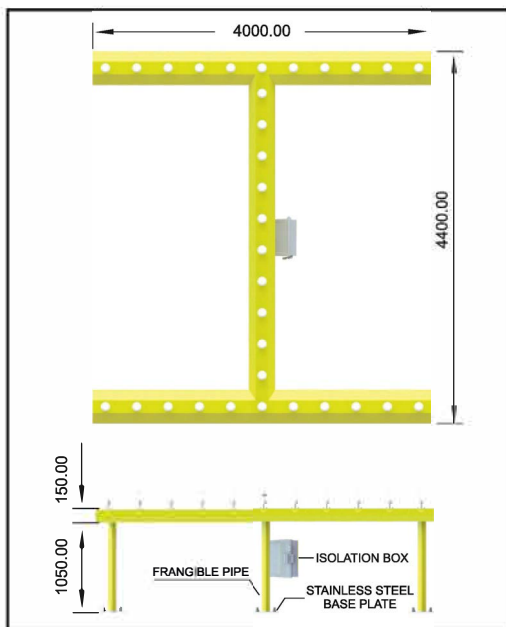 4000.00
4400.00
150.00
1050.00
ISOLATION BOX
FRANGIBLE PIPE
STAINLESS STEEL
BASE PLATE